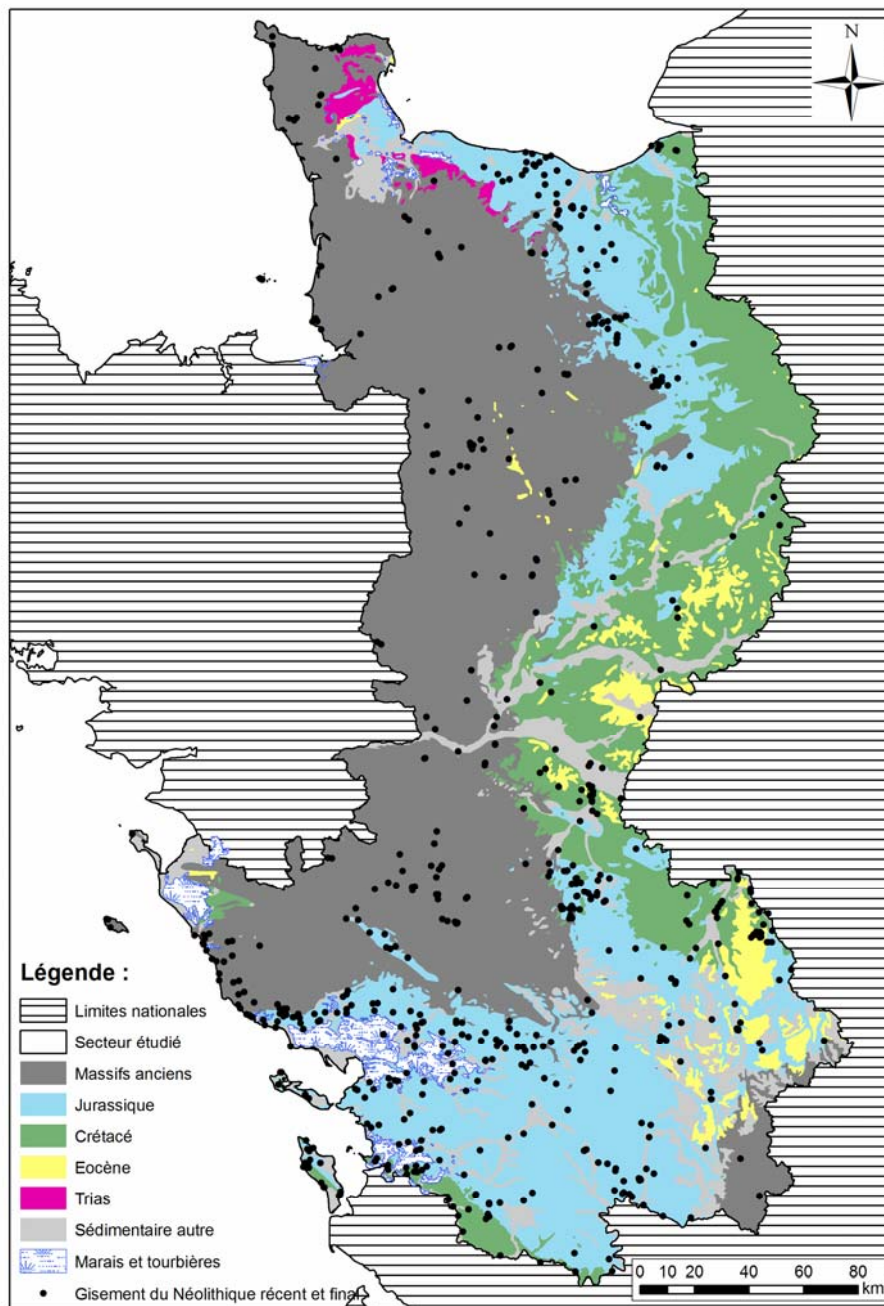 N
Légende :
Limites nationales
Secteur étudié
Massifs anciens
Jurassique
Crétacé
Eocène
Trias
Sédimentaire autre
Marais et tourbières
Gisement du Néolithique récent et final
0 20 40 60 80
km